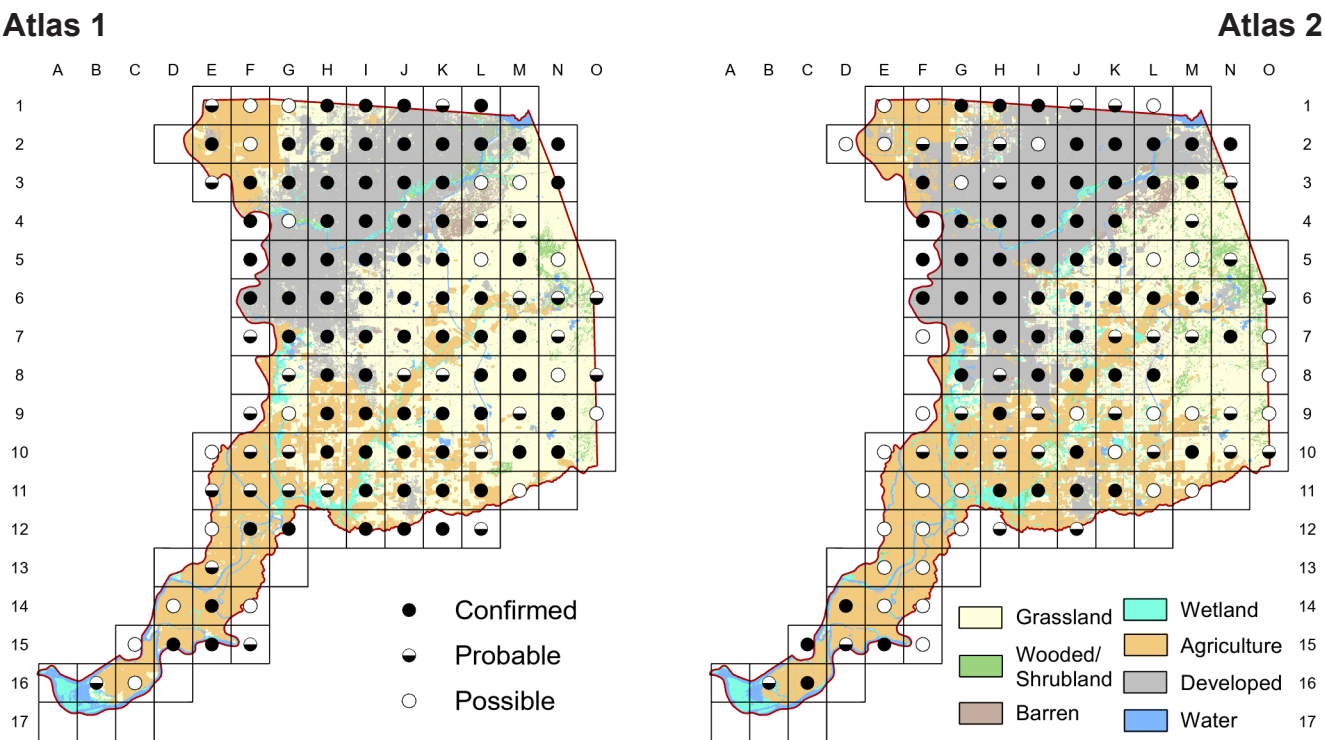 Atlas 1
Atlas 2
A B C D E F G H I J K L M N O
A B C D E F G H I J K L M N O
1
2
3
4
5
6
7
8
9
10
11
12
13
14
15
16
17
1
2
3
4
5
6
7
8
9
10
11
12
13
14
15
16
17
Confirmed
Probable
Possible
Grassland
Wooded/
Shrubland
Barren
Wetland
Agriculture
Developed
Water